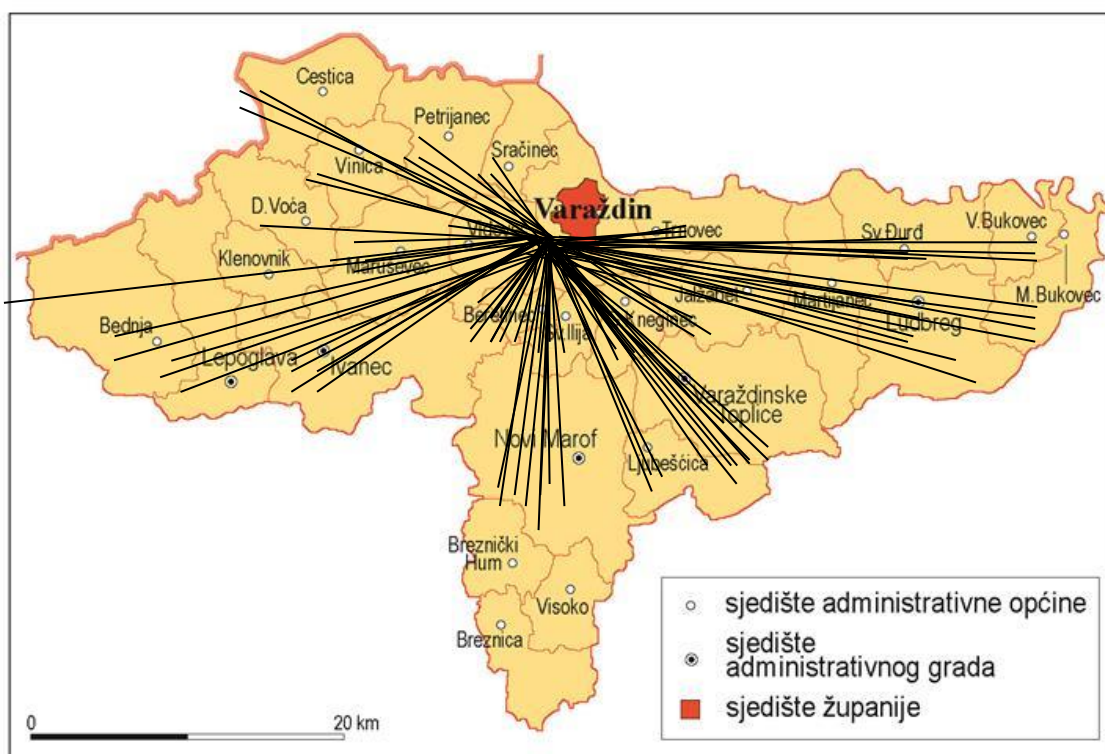 Cestica
Petrijanec
Sračinec
Vinica
Varaždin
D.Voća
Trnovec
Sv.Đurđ
V.Bukovec
Klenovnik
Maruševec
Jalžabet
Martijanec
M.Bukovec
Bednja
Beretinec
Sv.Ilija
Kneginec
Ludbreg
Lepoglava
Ivanec
Varaždinske
Toplice
Novi Marof
Ljubešćica
Breznički
Hum
Visoko
Breznica
sjedište administrativne općine
sjedište
administrativnog grada
sjedište županije
0
20 km